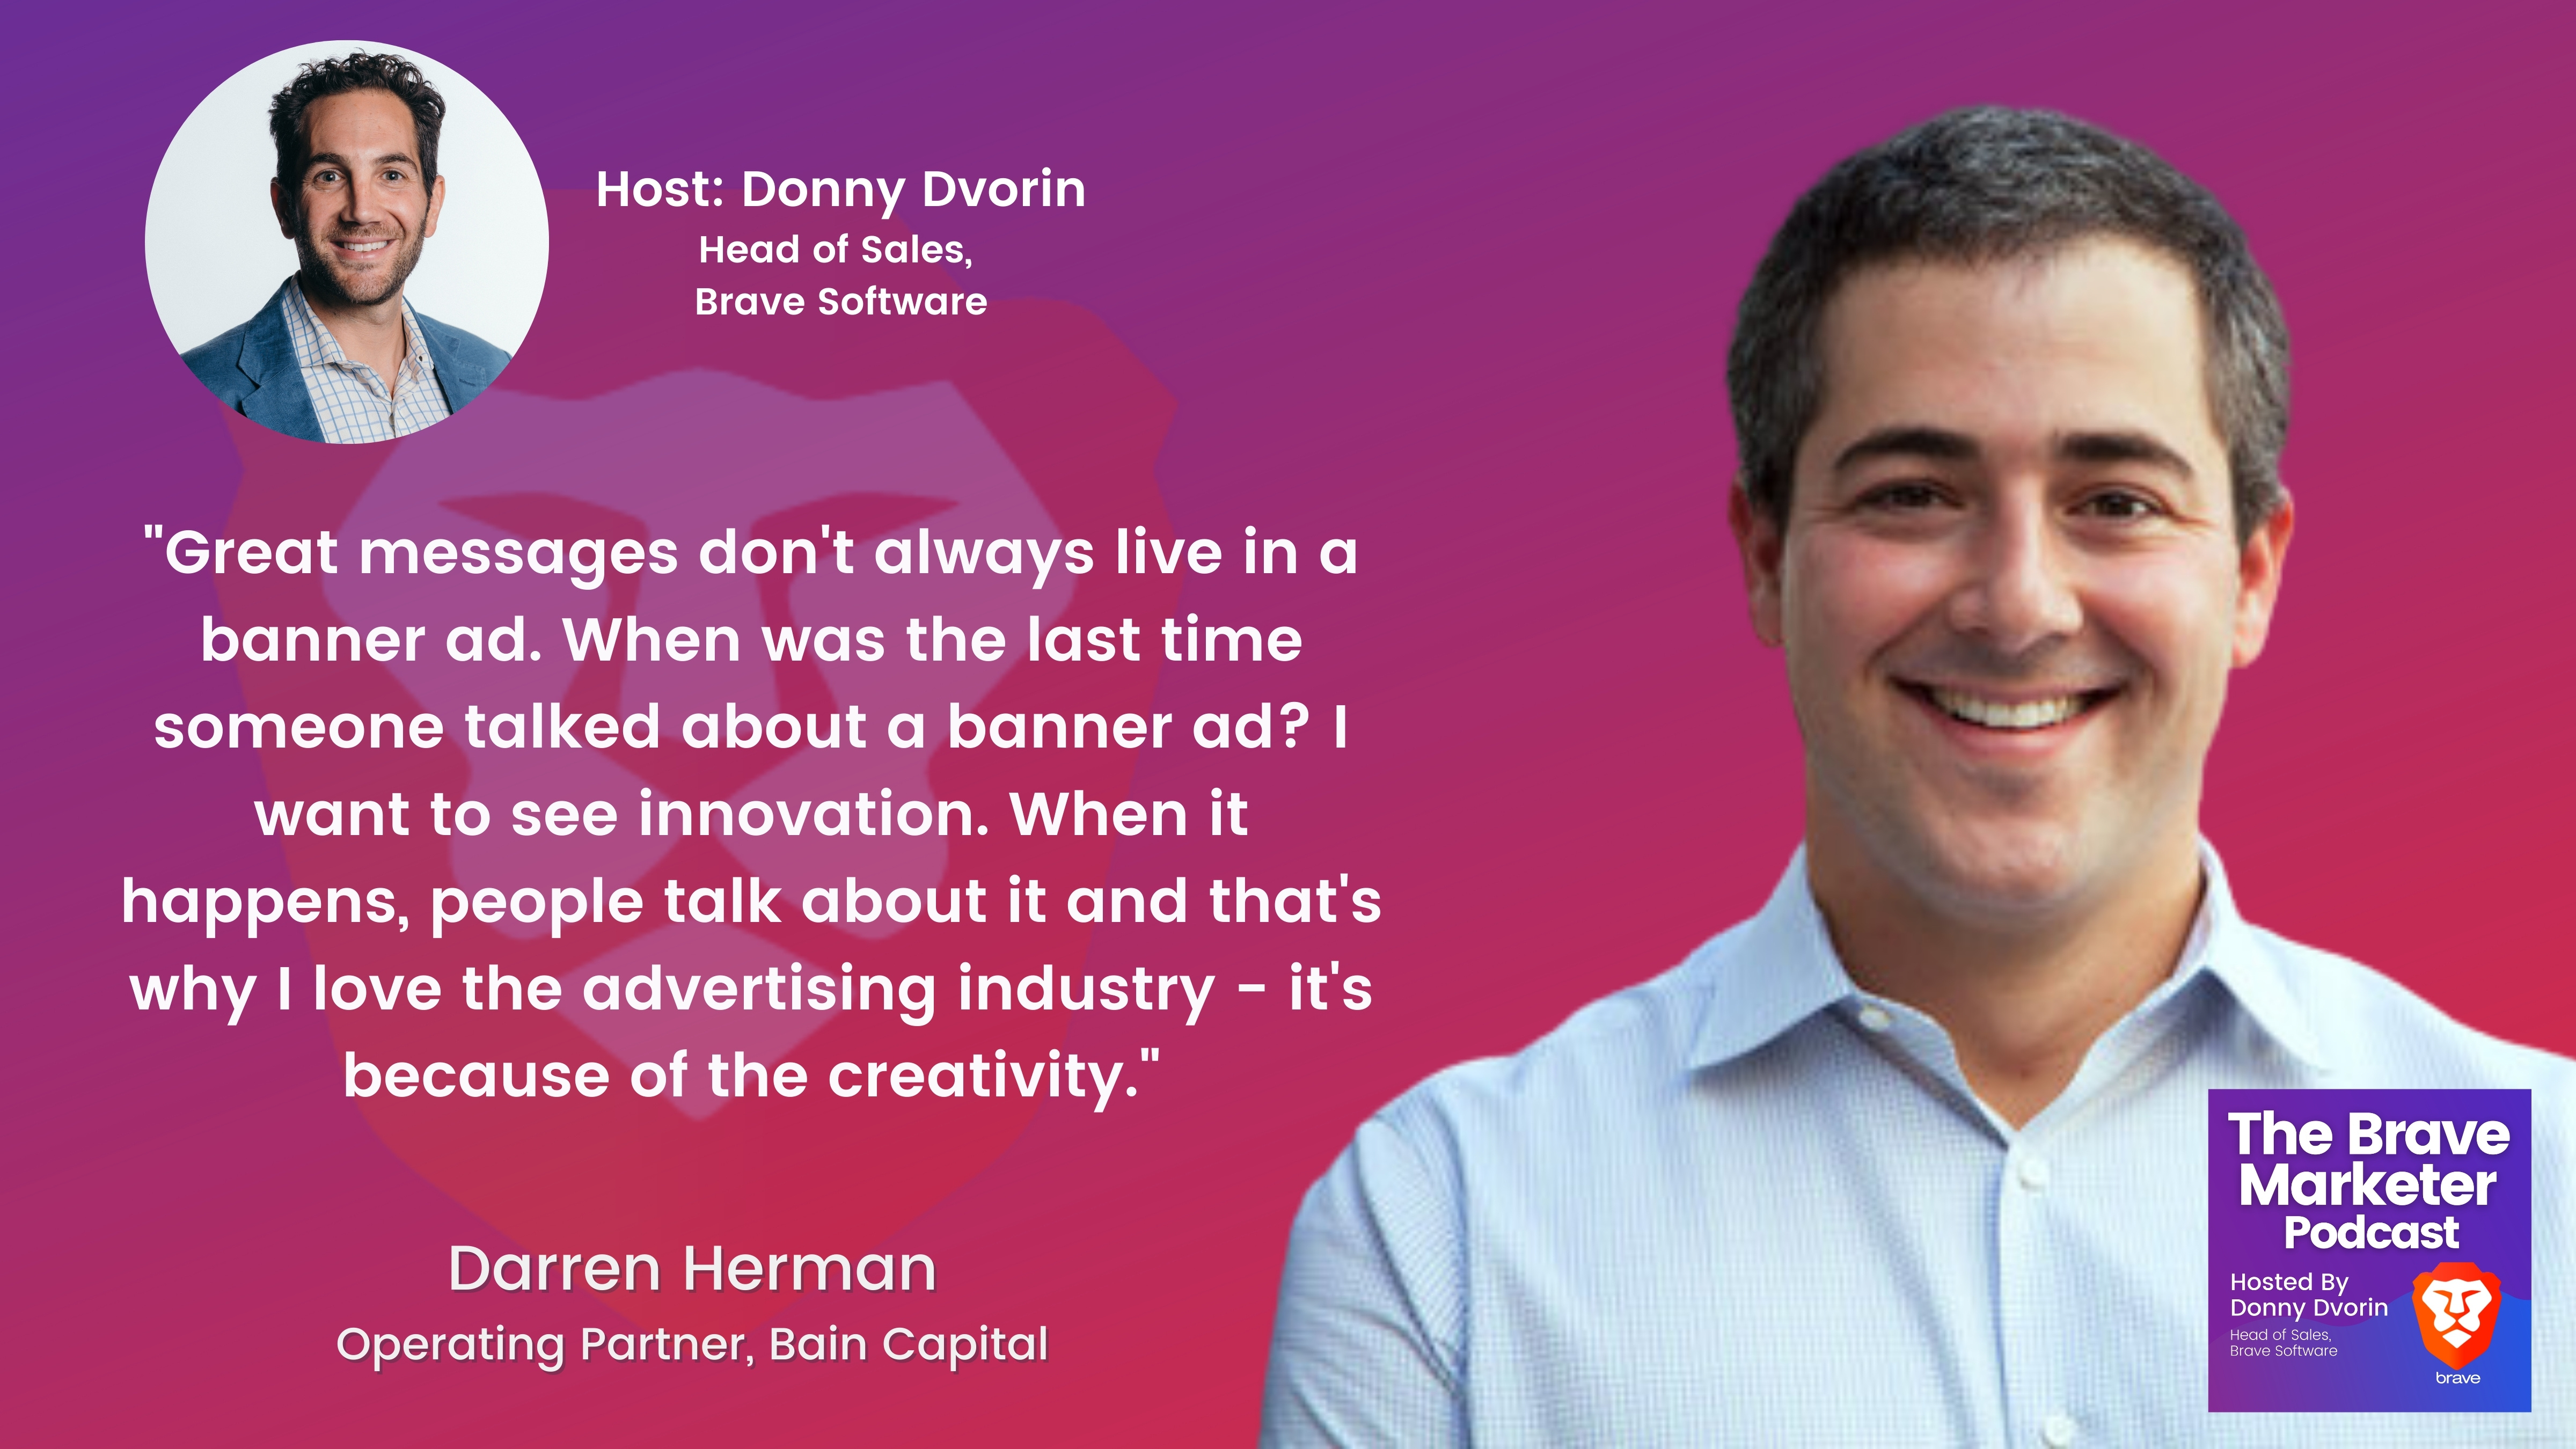 Host: Donny Dvorin
Head of Sales,
Brave Software
"Great messages don't always live in a
banner ad. When was the last time
someone talked about a banner ad? I
want to see innovation. When it
happens, people talk about it and that's
why I love the advertising industry - it's
because of the creativity."
Darren Herman
Operating Partner, Bain Capital
The Brave
Marketer
Podcast
Hosted By
Donny Dvorin
Head of Sales,
Brave Software
brave